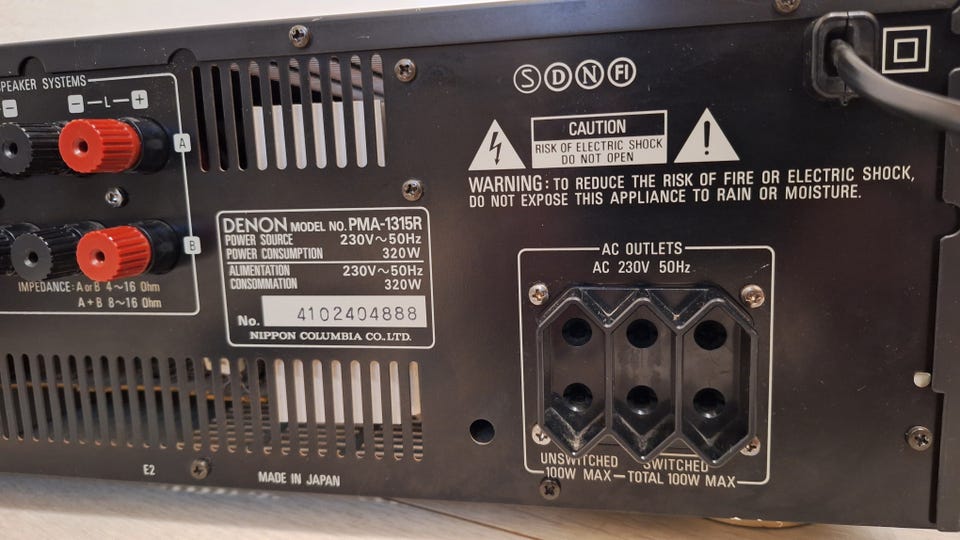 SPEAKER SYSTEMS
– – L – +
A
B
IMPEDANCE: A or B 4~16 Ohm
A + B 8~16 Ohm
DENON MODEL NO. PMA-1315R
POWER SOURCE 230V~50Hz
POWER CONSUMPTION 320W
ALIMENTATION 230V~50Hz
CONSOMMATION 320W
No. 4102404888
NIPPON COLUMBIA CO., LTD.
E2
MADE IN JAPAN
S D N FI
CAUTION
RISK OF ELECTRIC SHOCK
DO NOT OPEN
WARNING: TO REDUCE THE RISK OF FIRE OR ELECTRIC SHOCK,
DO NOT EXPOSE THIS APPLIANCE TO RAIN OR MOISTURE.
AC OUTLETS
AC 230V 50Hz
UNSWITCHED
100W MAX
SWITCHED
TOTAL 100W MAX